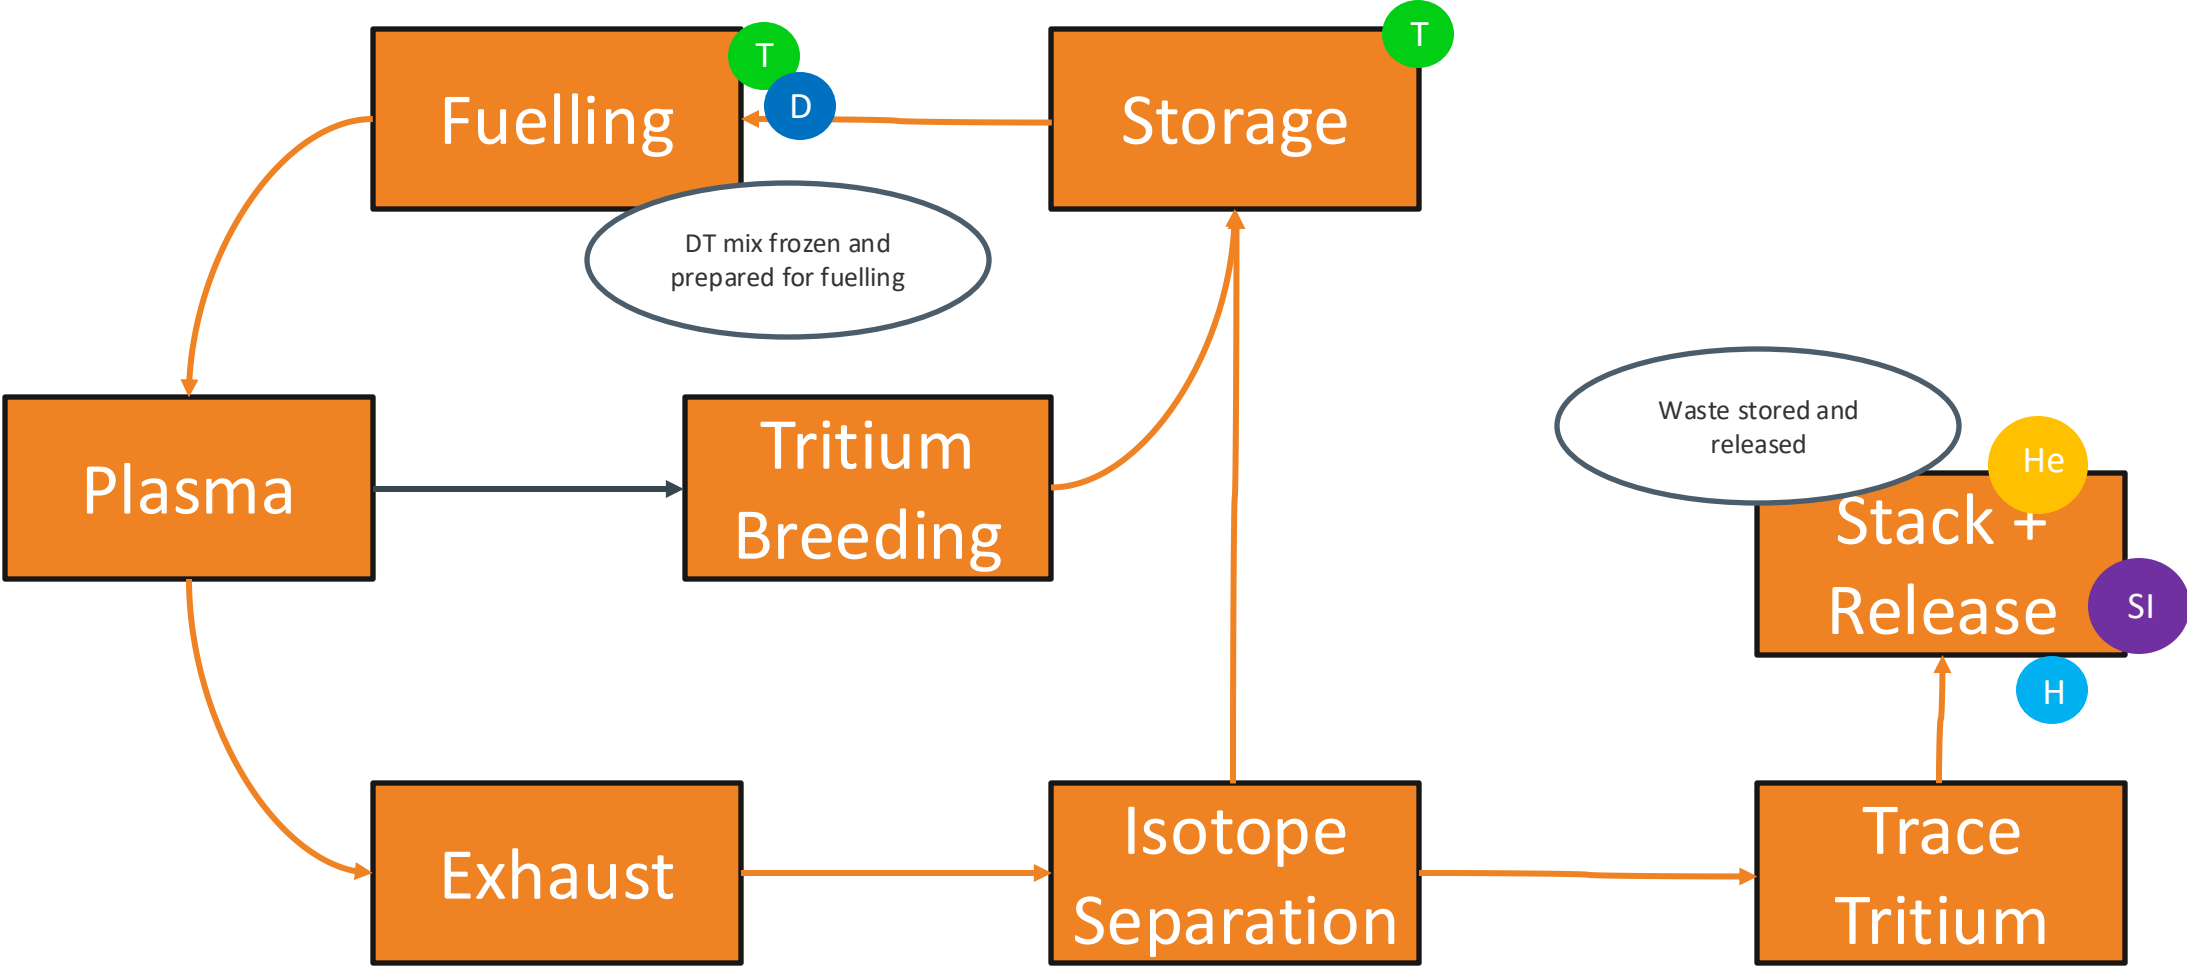 Fuelling
T
D
Storage
T
DT mix frozen and
prepared for fuelling
Plasma
Tritium
Breeding
Waste stored and
released
He
Stack +
Release
SI
H
Exhaust
Isotope
Separation
Trace
Tritium